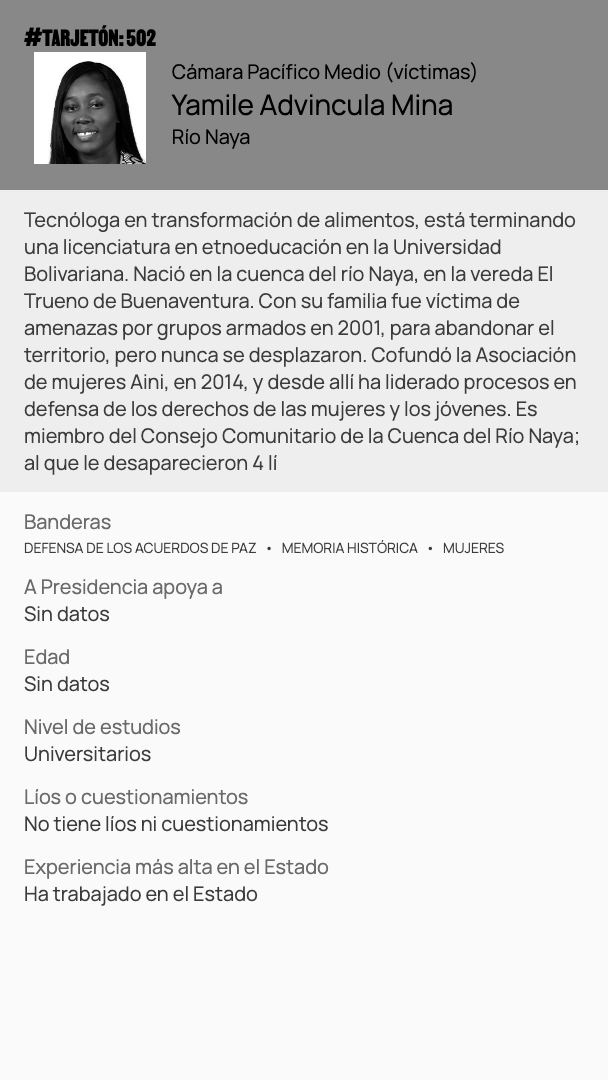 #TARJETÓN: 502
Cámara Pacífico Medio (víctimas)
Yamile Advincula Mina
Río Naya
Tecnóloga en transformación de alimentos, está terminando
una licenciatura en etnoeducación en la Universidad
Bolivariana. Nació en la cuenca del río Naya, en la vereda El
Trueno de Buenaventura. Con su familia fue víctima de
amenazas por grupos armados en 2001, para abandonar el
territorio, pero nunca se desplazaron. Cofundó la Asociación
de mujeres Aini, en 2014, y desde allí ha liderado procesos en
defensa de los derechos de las mujeres y los jóvenes. Es
miembro del Consejo Comunitario de la Cuenca del Río Naya;
al que le desaparecieron 4 lí
Banderas
DEFENSA DE LOS ACUERDOS DE PAZ • MEMORIA HISTÓRICA • MUJERES
A Presidencia apoya a
Sin datos
Edad
Sin datos
Nivel de estudios
Universitarios
Líos o cuestionamientos
No tiene líos ni cuestionamientos
Experiencia más alta en el Estado
Ha trabajado en el Estado